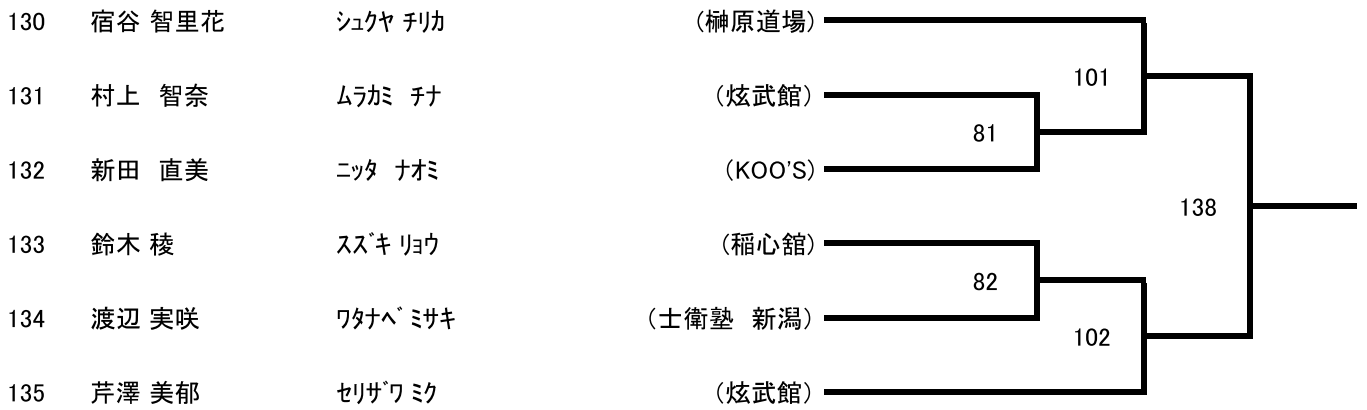 130 宿谷 智里花 ｼｭｸﾔ ﾁﾘｶ (榊原道場)
101
131 村上　智奈 ﾑﾗｶﾐ ﾁﾅ (炫武館)
81
132 新田　直美 ﾆｯﾀ ﾅｵﾐ (KOO'S)
138
133 鈴木 稜 ｽｽﾞｷ ﾘｮｳ (稲心舘)
82
134 渡辺 実咲 ﾜﾀﾅﾍﾞ ﾐｻｷ (士衛塾　新潟)
102
135 芹澤 美郁 ｾﾘｻﾞﾜ ﾐｸ (炫武館)